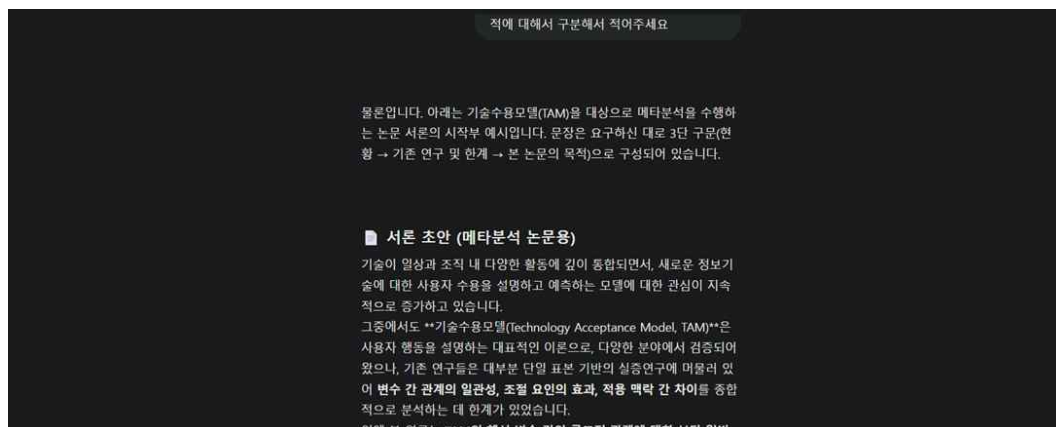 적에 대해서 구분해서 적어주세요
물론입니다. 아래는 기술수용모델(TAM)을 대상으로 메타분석을 수행하
는 논문 서론의 시작부 예시입니다. 문장은 요구하신 대로 3단 구문(현
황 → 기존 연구 및 한계 → 본 논문의 목적)으로 구성되어 있습니다.
서론 초안 (메타분석 논문용)
기술이 일상과 조직 내 다양한 활동에 깊이 통합되면서, 새로운 정보기
술에 대한 사용자 수용을 설명하고 예측하는 모델에 대한 관심이 지속
적으로 증가하고 있습니다.
그중에서도 **기술수용모델(Technology Acceptance Model, TAM)**은
사용자 행동을 설명하는 대표적인 이론으로, 다양한 분야에서 검증되어
왔으나, 기존 연구들은 대부분 단일 표본 기반의 실증연구에 머물러 있
어 변수 간 관계의 일관성, 조절 요인의 효과, 적용 맥락 간 차이를 종합
적으로 분석하는 데 한계가 있었습니다.